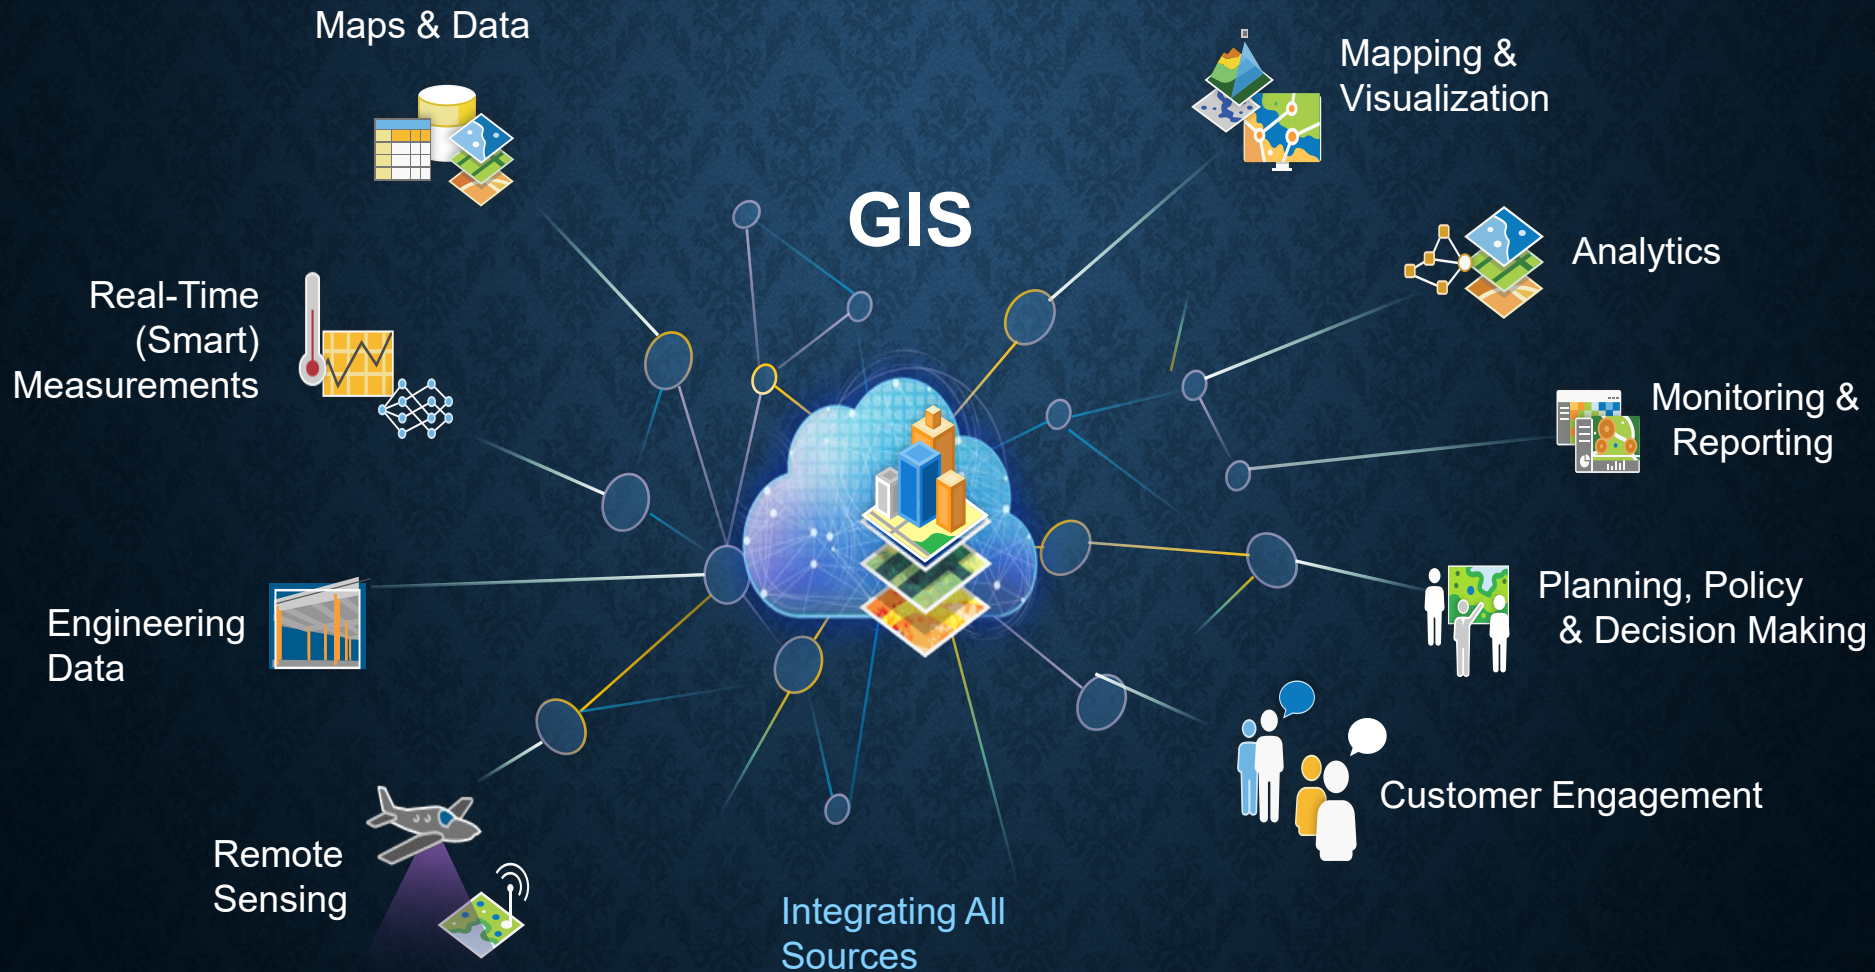 Maps & Data
Mapping &
Visualization
GIS
Analytics
Real-Time
(Smart)
Measurements
Monitoring &
Reporting
Engineering
Data
Planning, Policy
& Decision Making
Customer Engagement
Remote
Sensing
Integrating All
Sources